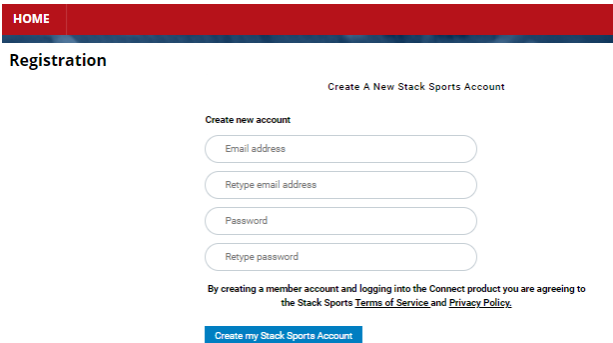 HOME
Registration
Create A New Stack Sports Account
Create new account
Email address
Retype email address
Password
Retype password
By creating a member account and logging into the Connect product you are agreeing to
the Stack Sports Terms of Service and Privacy Policy.
Create my Stack Sports Account